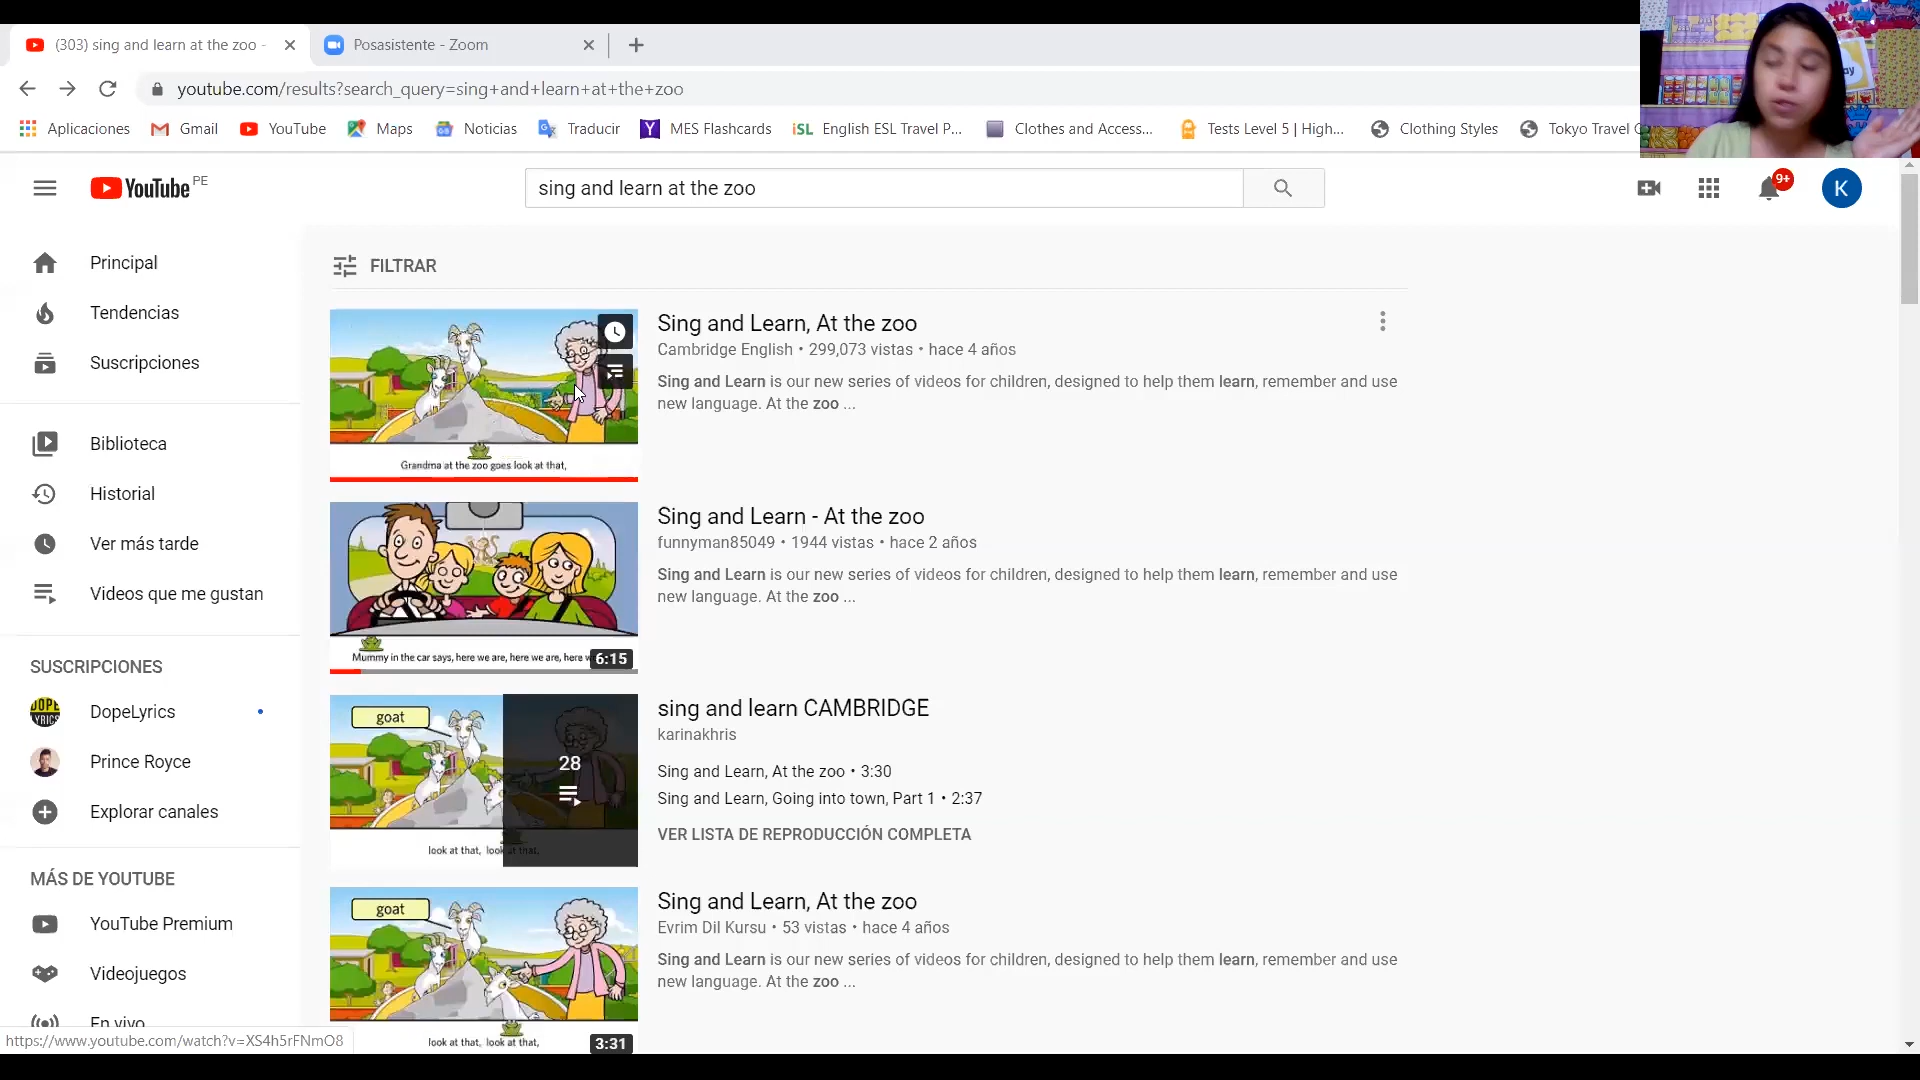 (303) sing and learn at the zoo -
Posasistente - Zoom
youtube.com/results?search_query=sing+and+learn+at+the+zoo
Aplicaciones
Gmail
YouTube
Maps
Noticias
Traducir
MES Flashcards
iSL
English ESL Travel P...
Clothes and Access...
Tests Level 5 | High...
Clothing Styles
Tokyo Travel
YouTube PE
sing and learn at the zoo
9+
K
Principal
Tendencias
Suscripciones
Biblioteca
Historial
Ver más tarde
Videos que me gustan
SUSCRIPCIONES
DopeLyrics
Prince Royce
Explorar canales
MÁS DE YOUTUBE
YouTube Premium
Videojuegos
En vivo
https://www.youtube.com/watch?v=XS4h5rFNmO8
FILTRAR
Grandma at the zoo goes look at that,
Sing and Learn, At the zoo
Cambridge English • 299,073 vistas • hace 4 años
Sing and Learn is our new series of videos for children, designed to help them learn, remember and use
new language. At the zoo ...
Mummy in the car says, here we are, here we are, here
6:15
Sing and Learn - At the zoo
funnyman85049 • 1944 vistas • hace 2 años
Sing and Learn is our new series of videos for children, designed to help them learn, remember and use
new language. At the zoo ...
goat
28
look at that, look at that,
sing and learn CAMBRIDGE
karinakhris
Sing and Learn, At the zoo • 3:30
Sing and Learn, Going into town, Part 1 • 2:37
VER LISTA DE REPRODUCCIÓN COMPLETA
goat
look at that, look at that,
3:31
Sing and Learn, At the zoo
Evrim Dil Kursu • 53 vistas • hace 4 años
Sing and Learn is our new series of videos for children, designed to help them learn, remember and use
new language. At the zoo ...